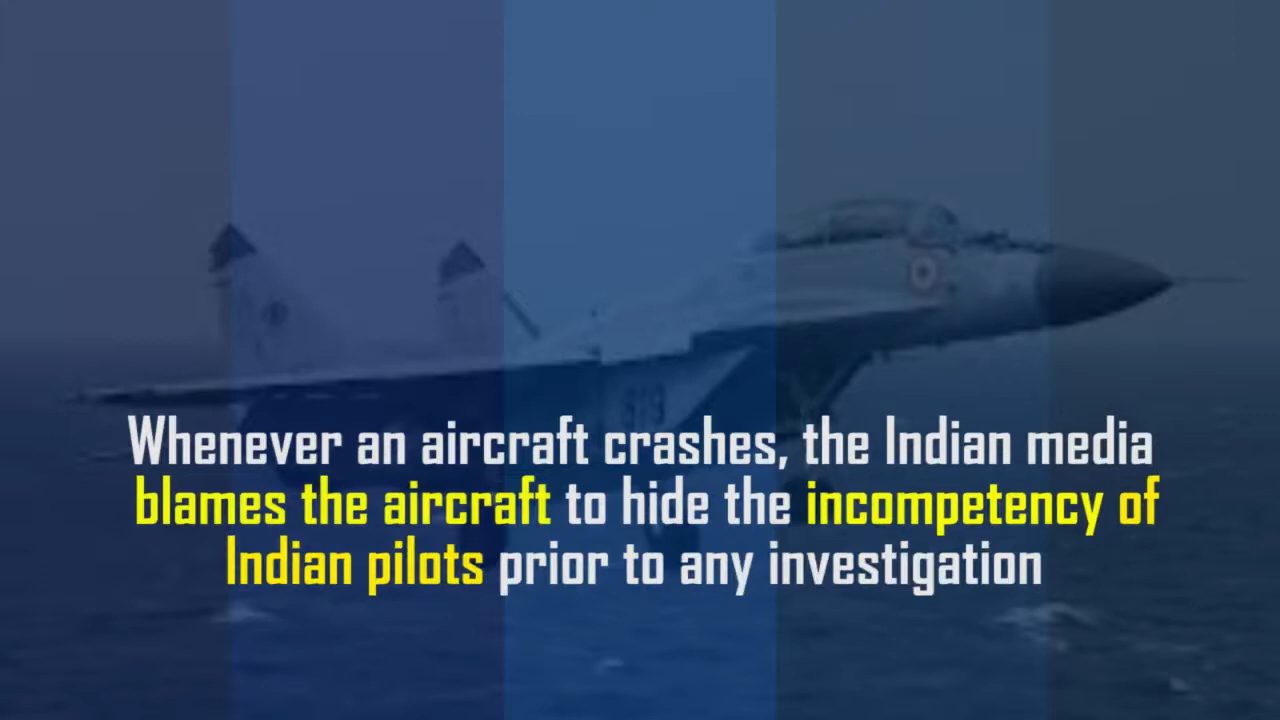 Whenever an aircraft crashes, the Indian media
blames the aircraft to hide the incompetency of
Indian pilots prior to any investigation
819